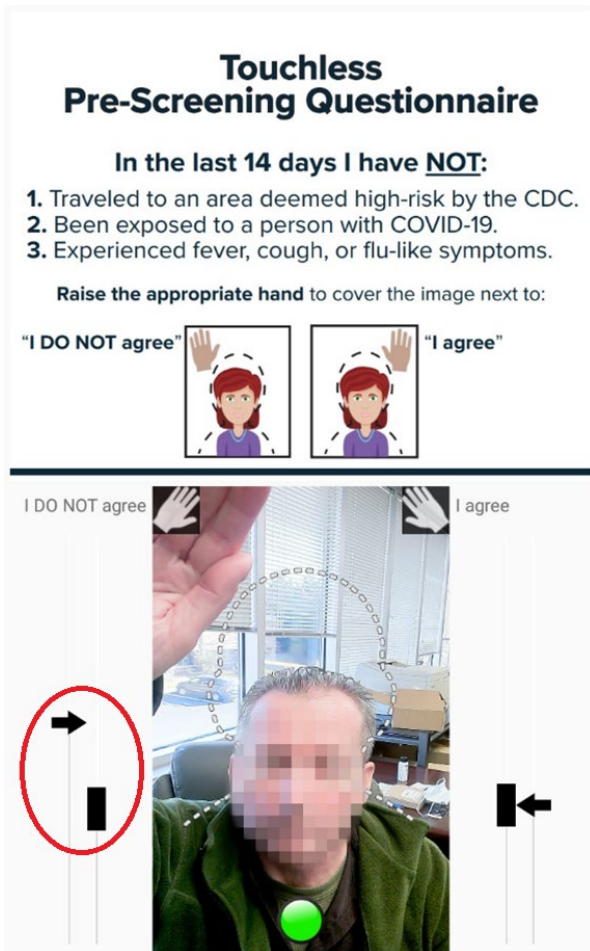 Touchless
Pre-Screening Questionnaire
In the last 14 days I have NOT:
1. Traveled to an area deemed high-risk by the CDC.
2. Been exposed to a person with COVID-19.
3. Experienced fever, cough, or flu-like symptoms.
Raise the appropriate hand to cover the image next to:
“I DO NOT agree”
“I agree”
I DO NOT agree
I agree